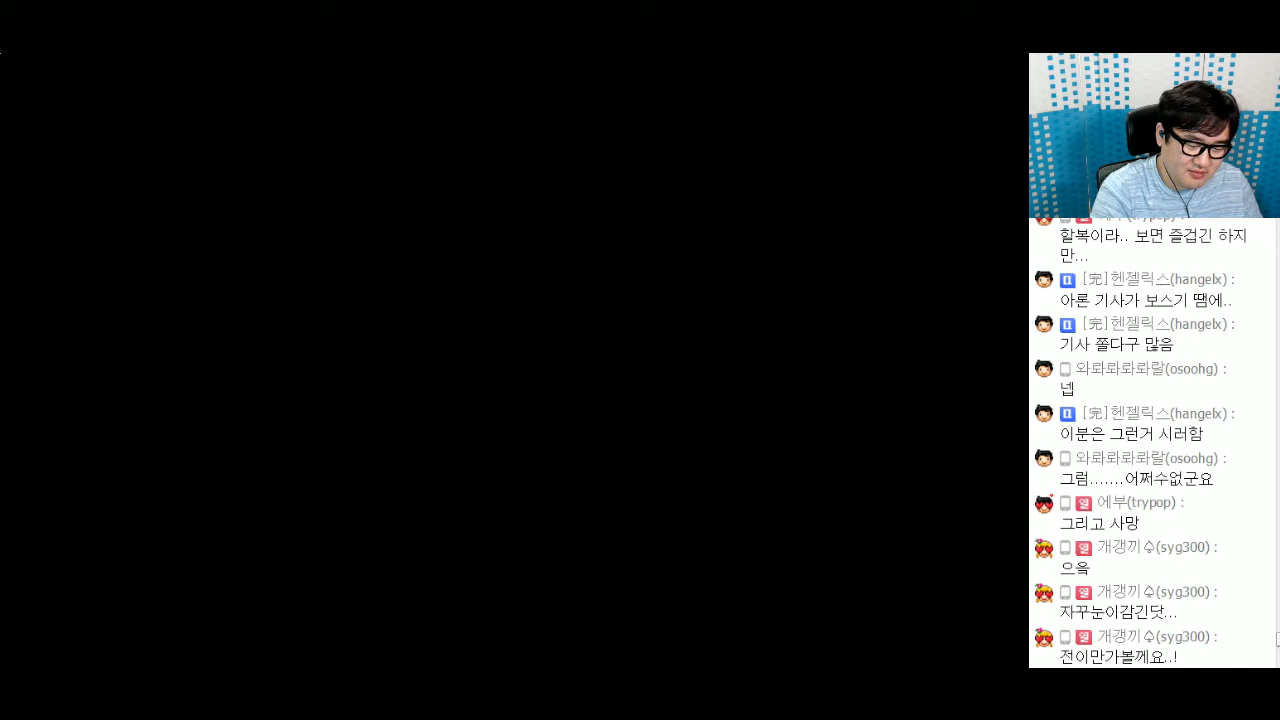 할복이라.. 보면 즐겁긴 하지
만...
[完]헨젤릭스(hangelx) :
아론 기사가 보스기 땜에..
[完]헨젤릭스(hangelx) :
기사 쫄다구 많음
와롸롸롸롸랄(osoohg) :
넵
[完]헨젤릭스(hangelx) :
이분은 그런거 시러함
와롸롸롸롸랄(osoohg) :
그럼.......어쩌수없군요
열 에부(trypop) :
그리고 사망
열 개갱끼♤(syg300) :
으윽
열 개갱끼♤(syg300) :
자꾸눈이감긴닷...
열 개갱끼♤(syg300) :
전이만가볼께요..!